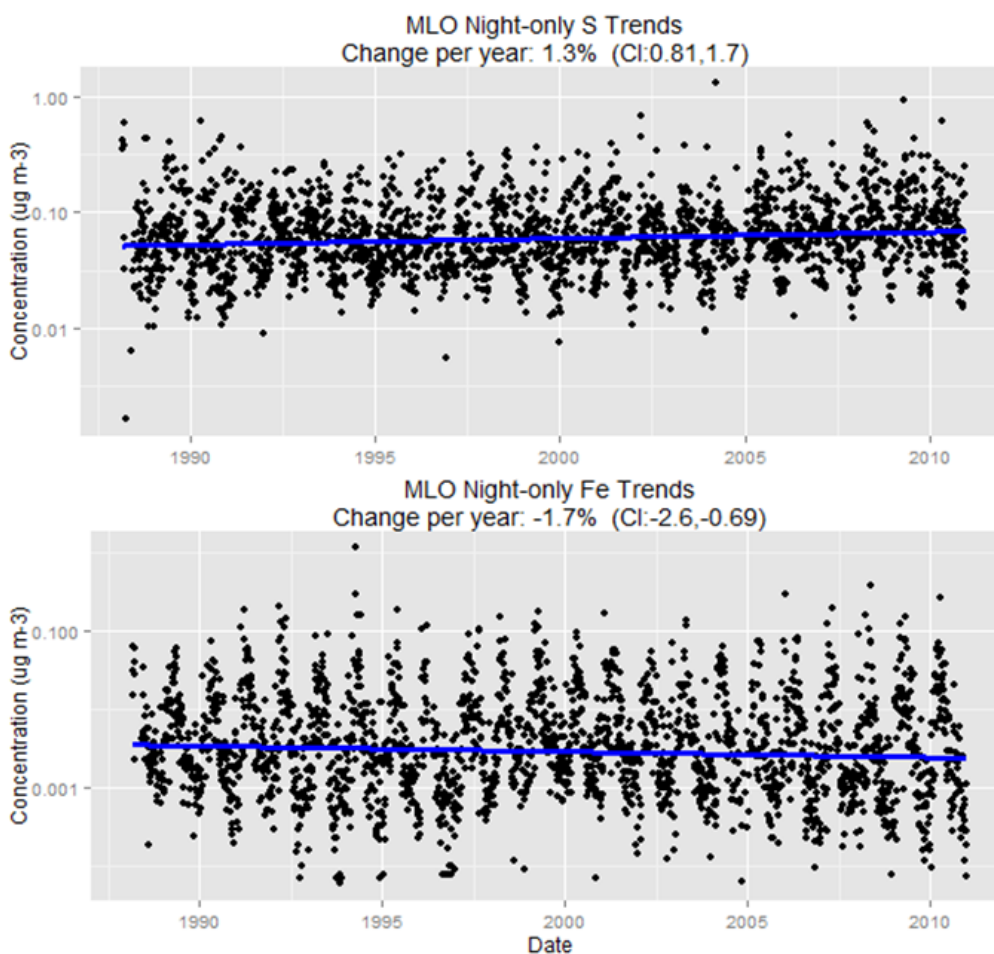 MLO Night-only S Trends
Change per year: 1.3% (CI:0.81,1.7)
Concentration (ug m-3)
1.00
0.10
0.01
1990
1995
2000
2005
2010
MLO Night-only Fe Trends
Change per year: -1.7% (CI:-2.6,-0.69)
Concentration (ug m-3)
0.100
0.001
1990
1995
2000
2005
2010
Date